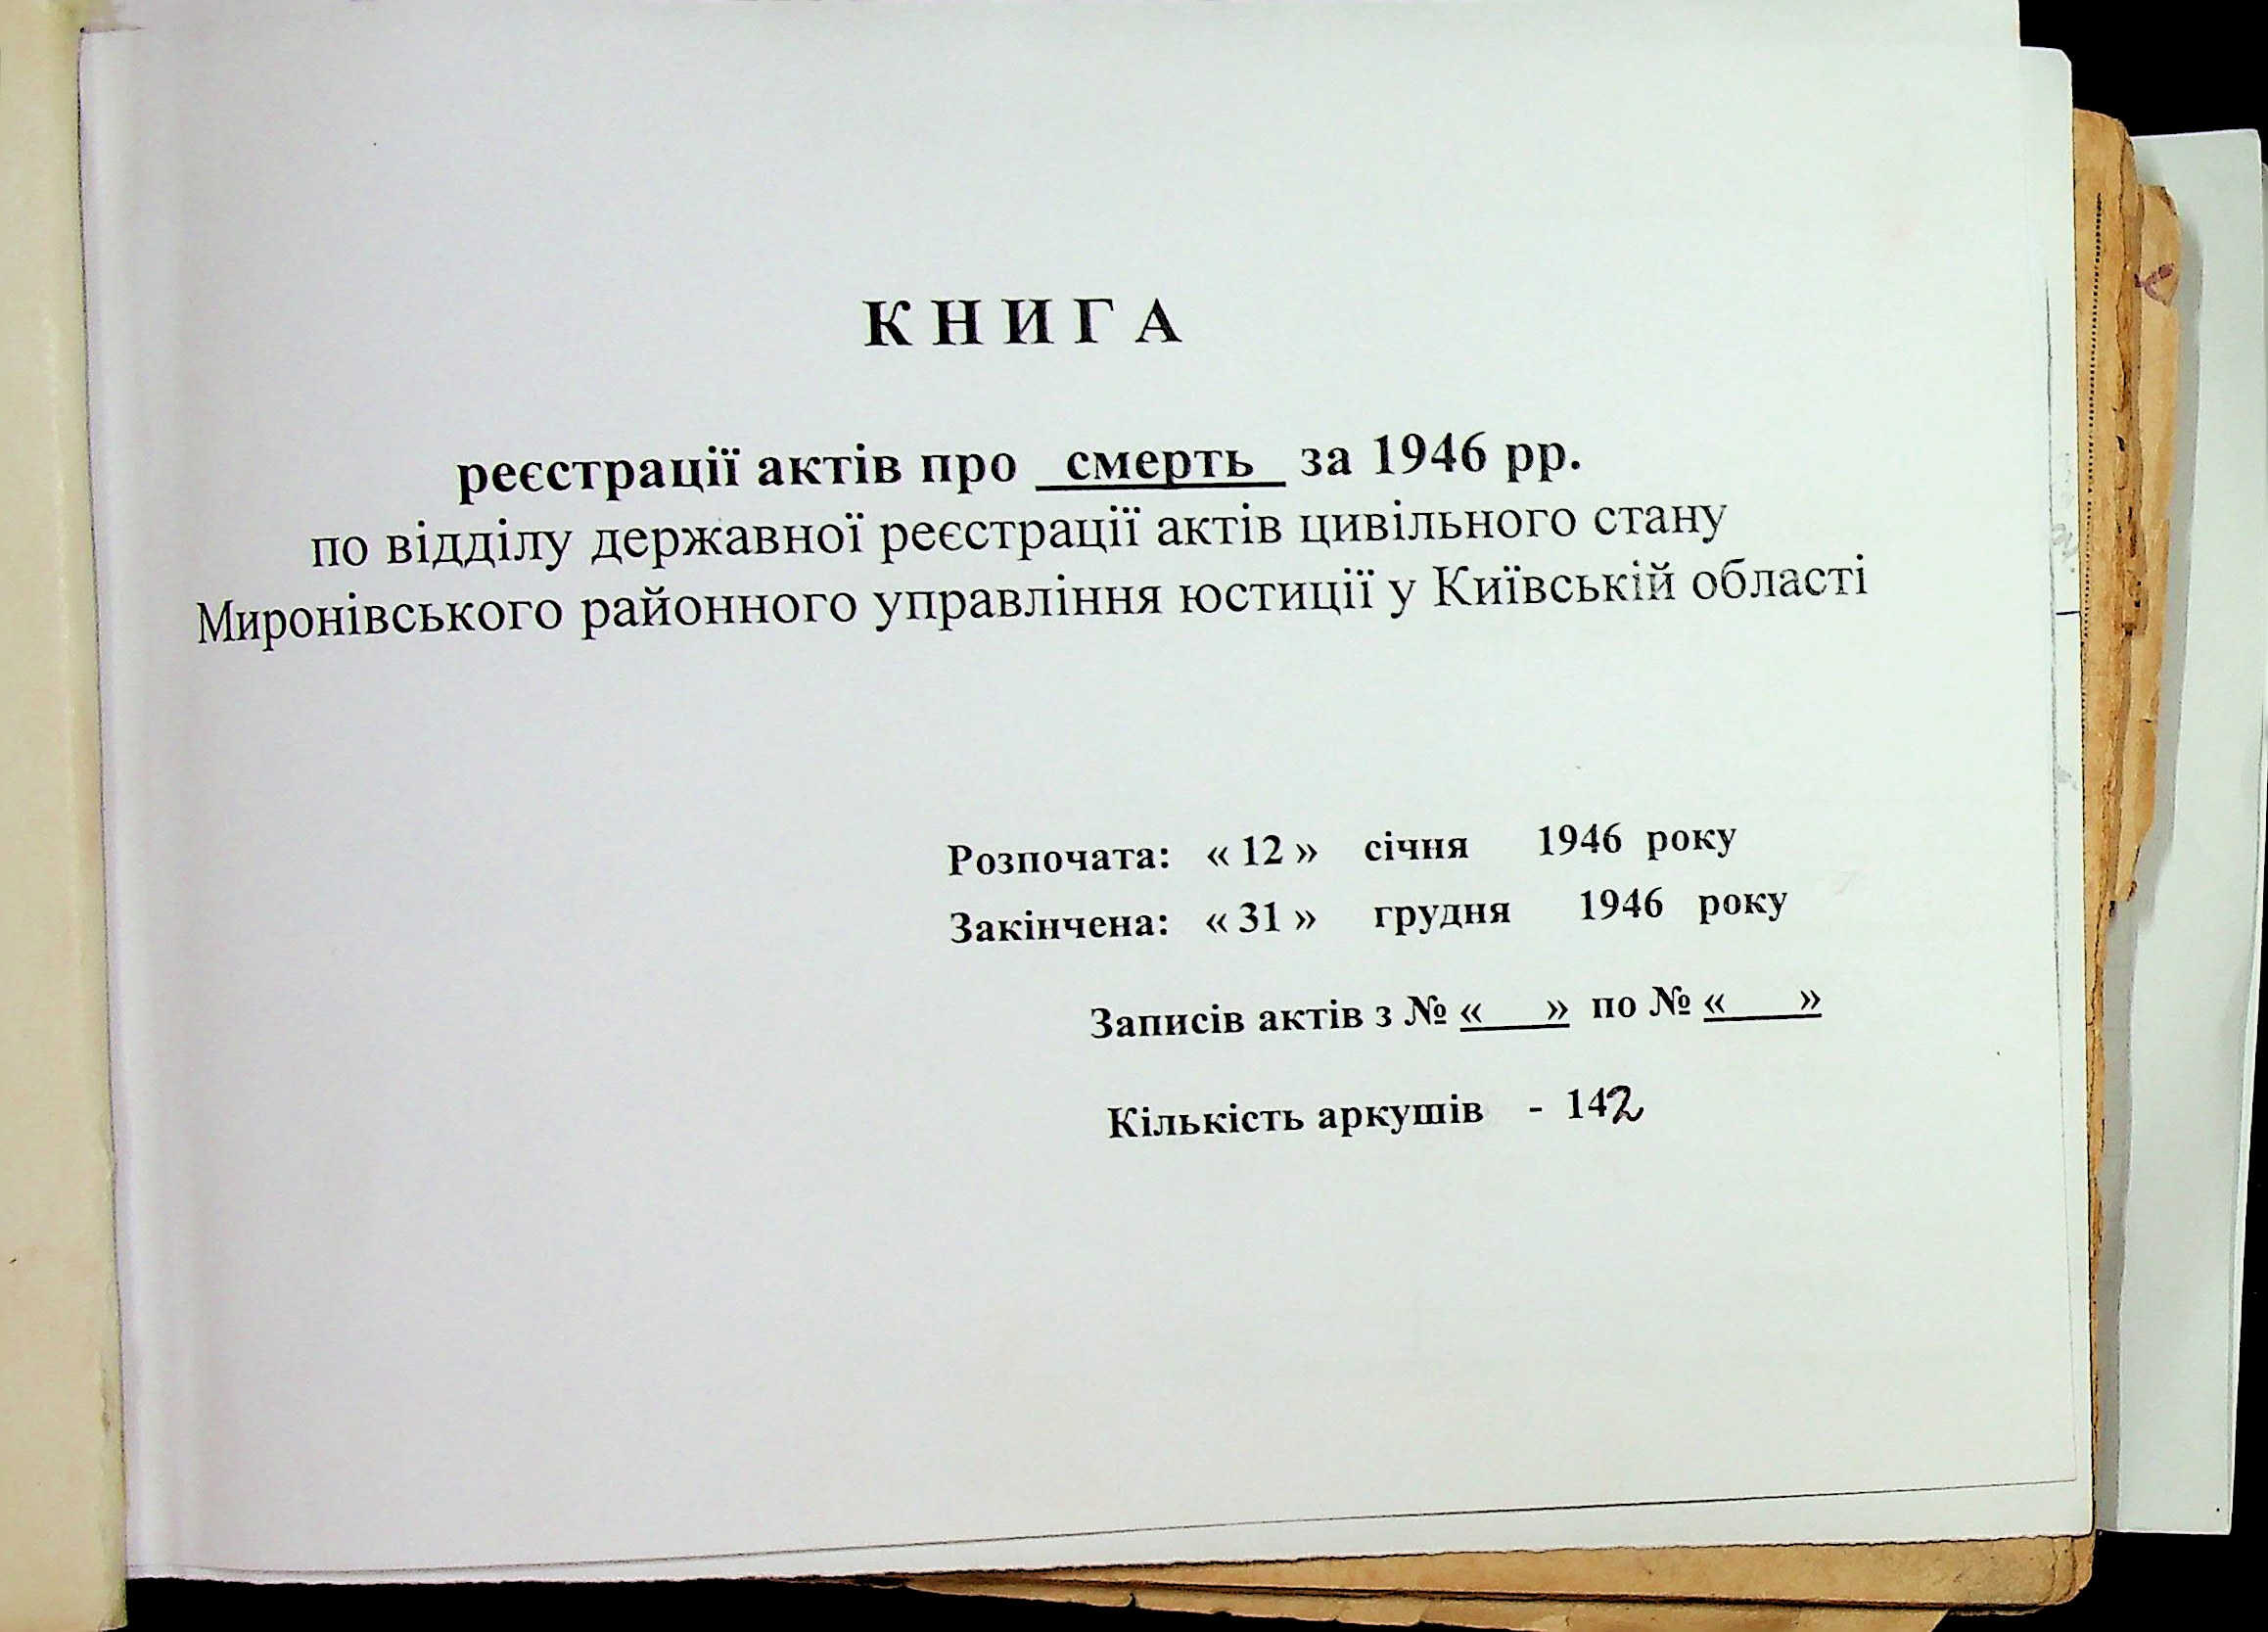 КНИГА
реєстрації актів про смерть за 1946 рр.
по відділу державної реєстрації актів цивільного стану
Миронівського районного управління юстиції у Київській області
Розпочата: « 12 » січня 1946 року
Закінчена: « 31 » грудня 1946 року
Записів актів з № « » по № « »
Кількість аркушів - 142